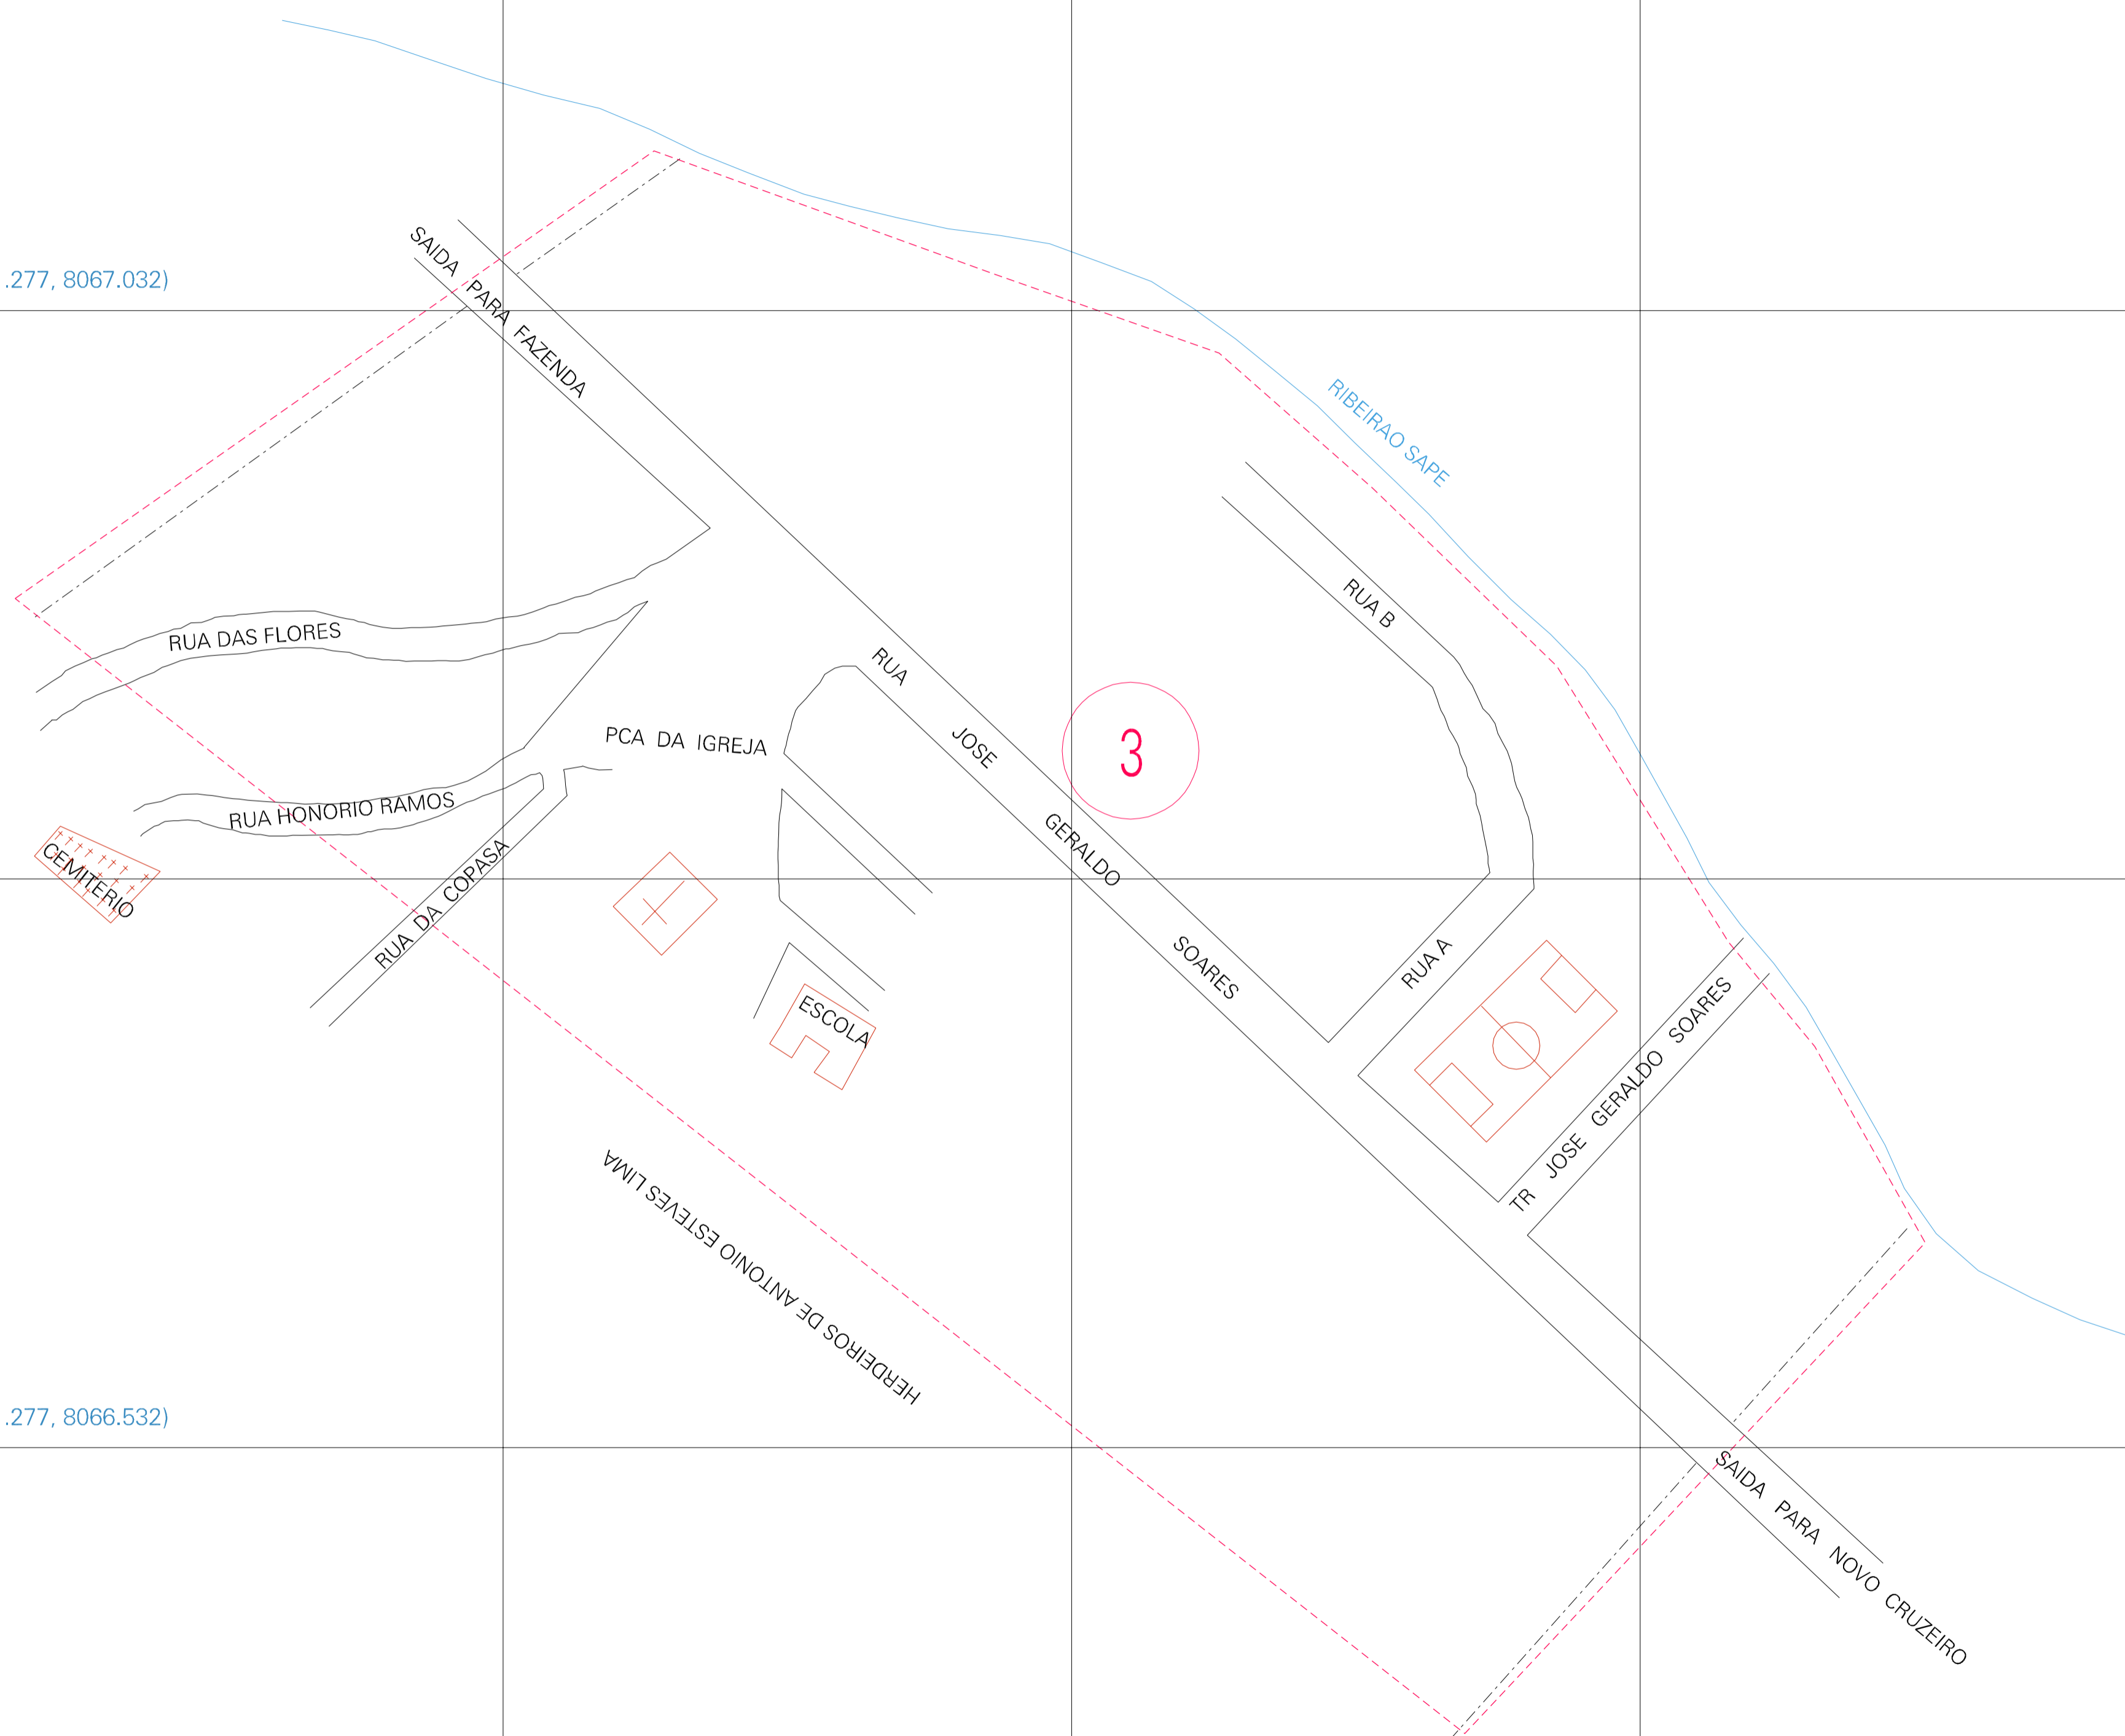 SAIDA PARA FAZENDA
.277, 8067.032)
RIBEIRAO SAPE
RUA B
RUA DAS FLORES
RUA JOSE GERALDO SOARES
PCA DA IGREJA
3
RUA HONORIO RAMOS
CEMITERIO
RUA DA COPASA
RUA A
ESCOLA
TR JOSE GERALDO SOARES
HERDEIROS DE ANTONIO ESTEVES LIMA
.277, 8066.532)
SAIDA PARA NOVO CRUZEIRO